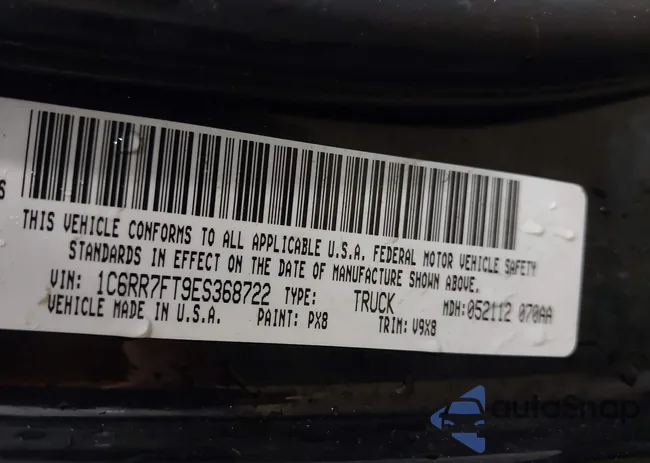 S
THIS VEHICLE CONFORMS TO ALL APPLICABLE U.S.A. FEDERAL MOTOR VEHICLE SAFETY
STANDARDS IN EFFECT ON THE DATE OF MANUFACTURE SHOWN ABOVE.
VIN: 1C6RR7FT9ES368722 TYPE: TRUCK MDH:052112 070AA
VEHICLE MADE IN U.S.A. PAINT: PX8 TRIM: V9X8
autoSnap